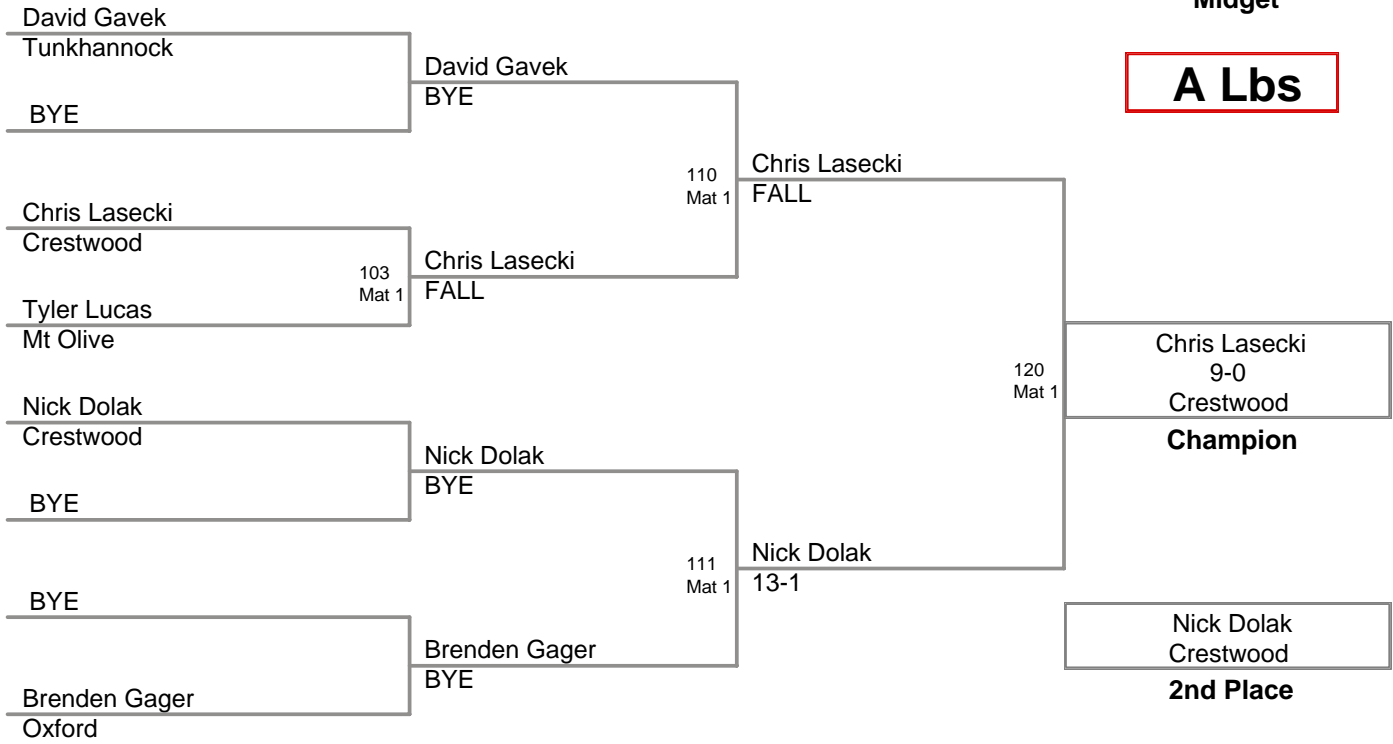 Midget
A Lbs
David Gavek
Tunkhannock
BYE
Chris Lasecki
Crestwood
Tyler Lucas
Mt Olive
Nick Dolak
Crestwood
BYE
BYE
Brenden Gager
Oxford
David Gavek
BYE
103
Mat 1
Chris Lasecki
FALL
Nick Dolak
BYE
Brenden Gager
BYE
110
Mat 1
Chris Lasecki
FALL
111
Mat 1
Nick Dolak
13-1
120
Mat 1
Chris Lasecki
9-0
Crestwood
Champion
Nick Dolak
Crestwood
2nd Place